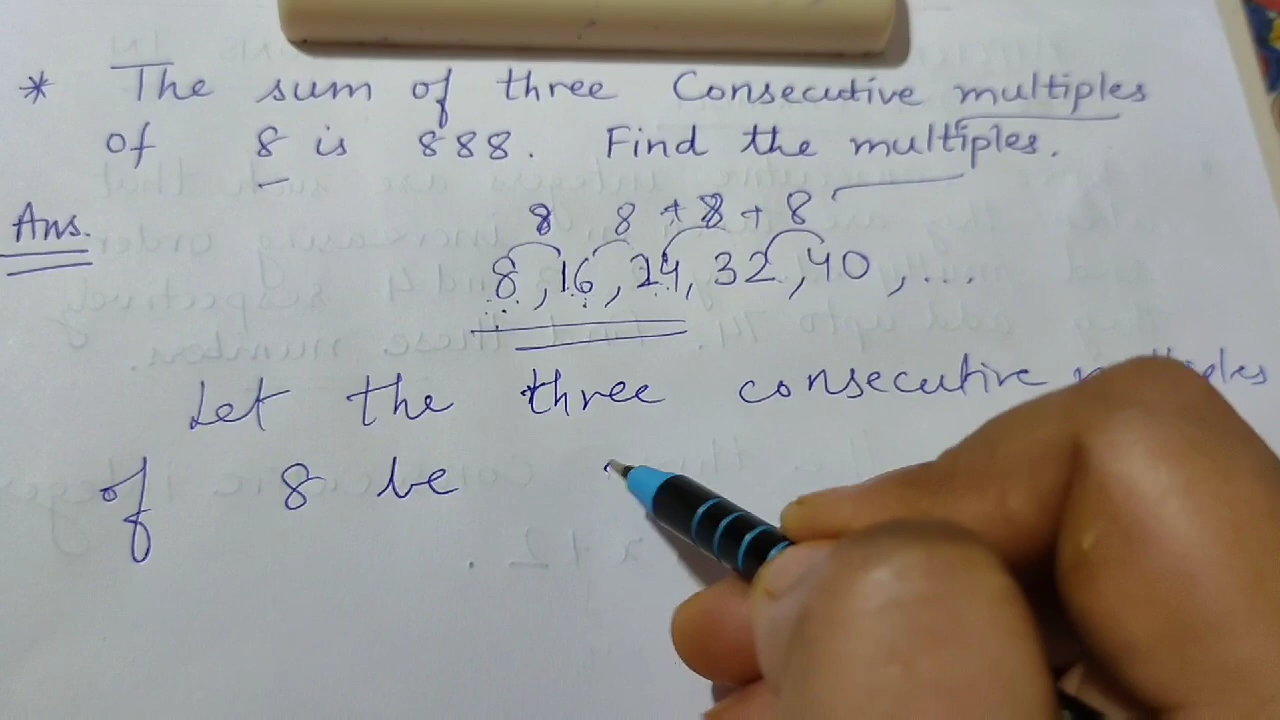 * The sum of three Consecutive multiples
of 8 is 888. Find the multiples.
Ans.
8 8 + 8 + 8
8, 16, 24, 32, 40, ...
Let the three consecutive
of 8 be